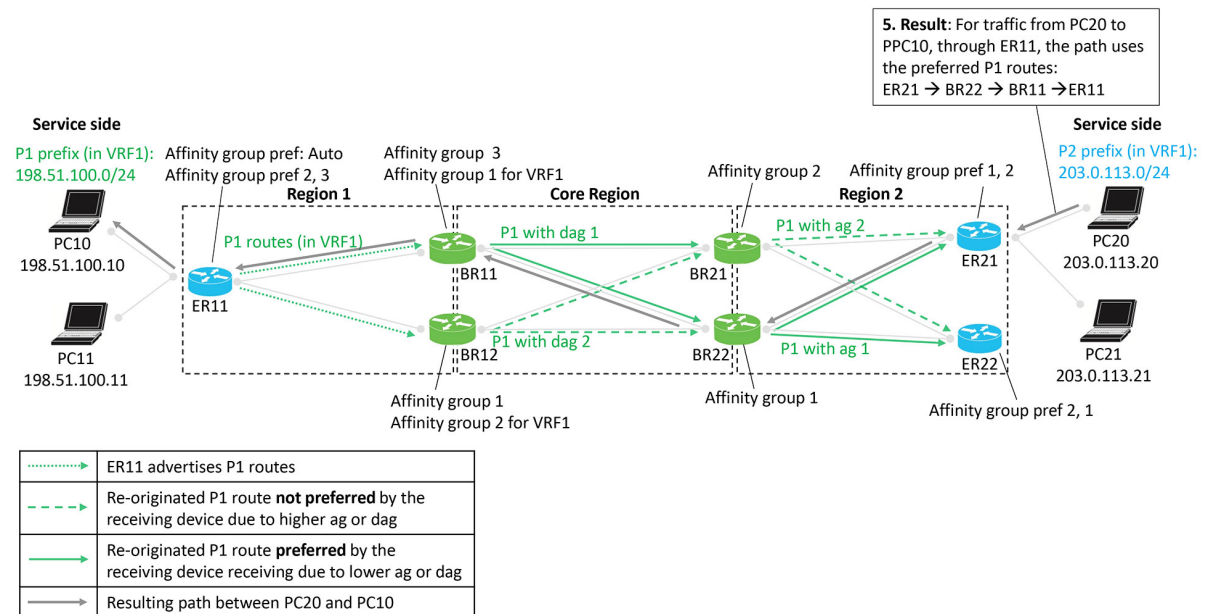 5. Result: For traffic from PC20 to
PPC10, through ER11, the path uses
the preferred P1 routes:
ER21 → BR22 → BR11 →ER11
Service side
P1 prefix (in VRF1):
198.51.100.0/24
PC10
198.51.100.10
PC11
198.51.100.11
Affinity group pref: Auto
Affinity group pref 2, 3
Region 1
P1 routes (in VRF1)
ER11
Affinity group  3
Affinity group 1 for VRF1
BR11
BR12
Affinity group 1
Affinity group 2 for VRF1
Core Region
P1 with dag 1
P1 with dag 2
Affinity group 2
BR21
BR22
Affinity group 1
Region 2
P1 with ag 2
P1 with ag 1
Affinity group pref 1, 2
ER21
ER22
Affinity group pref 2, 1
Service side
P2 prefix (in VRF1):
203.0.113.0/24
PC20
203.0.113.20
PC21
203.0.113.21
ER11 advertises P1 routes
Re-originated P1 route not preferred by the
receiving device due to higher ag or dag
Re-originated P1 route preferred by the
receiving device receiving due to lower ag or dag
Resulting path between PC20 and PC10